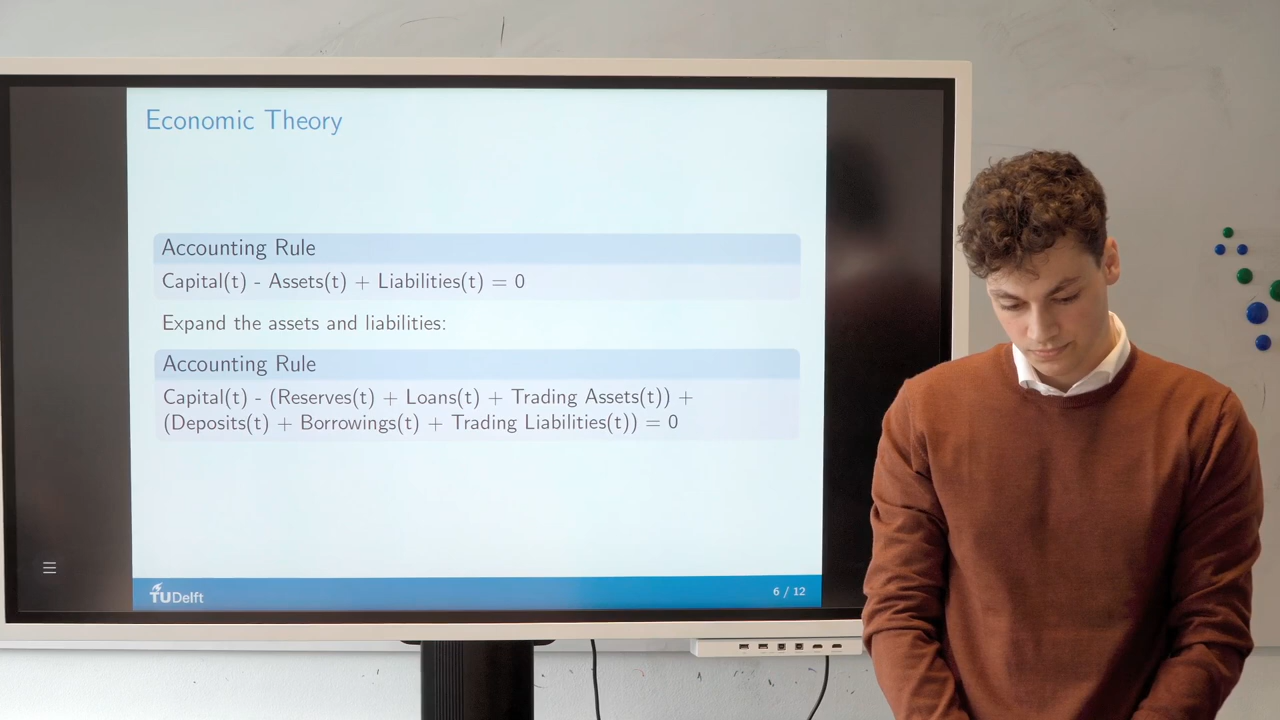 Economic Theory
Accounting Rule
Capital(t) - Assets(t) + Liabilities(t) = 0
Expand the assets and liabilities:
Accounting Rule
Capital(t) - (Reserves(t) + Loans(t) + Trading Assets(t)) +
(Deposits(t) + Borrowings(t) + Trading Liabilities(t)) = 0
TUDelft
6 / 12